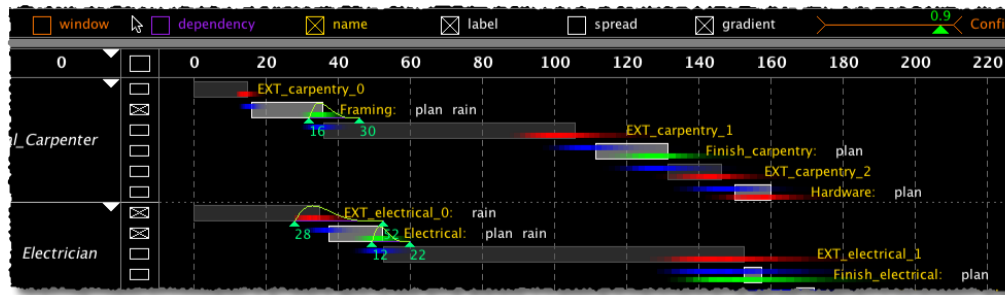 window dependency name label spread gradient 0.9 Confi
0 0 20 40 60 80 100 120 140 160 180 200 220
EXT_carpentry_0
Framing: plan rain
16 30
l_Carpenter
EXT_carpentry_1
Finish_carpentry: plan
EXT_carpentry_2
Hardware: plan
EXT_electrical_0: rain
28 52
Electrical: plan rain
12 22
Electrician
EXT_electrical_1
Finish_electrical: plan